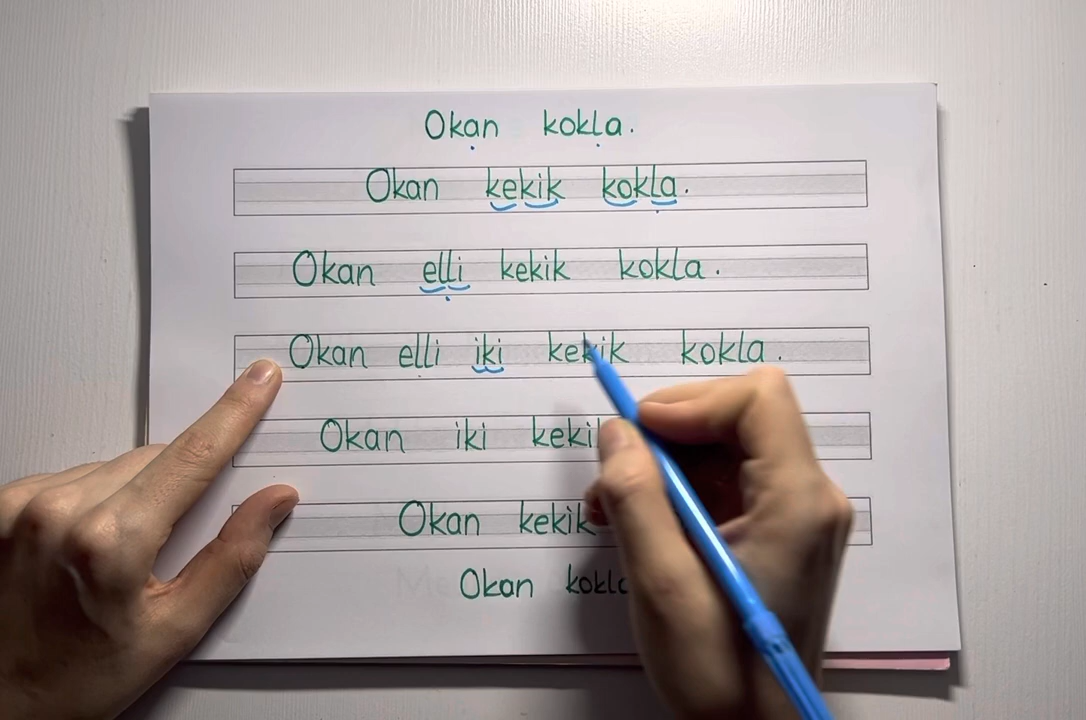 Okan kokla.
Okan kekik kokla.
Okan elli kekik kokla.
Okan elli iki kekik kokla.
Okan iki
Okan kekik
Okan